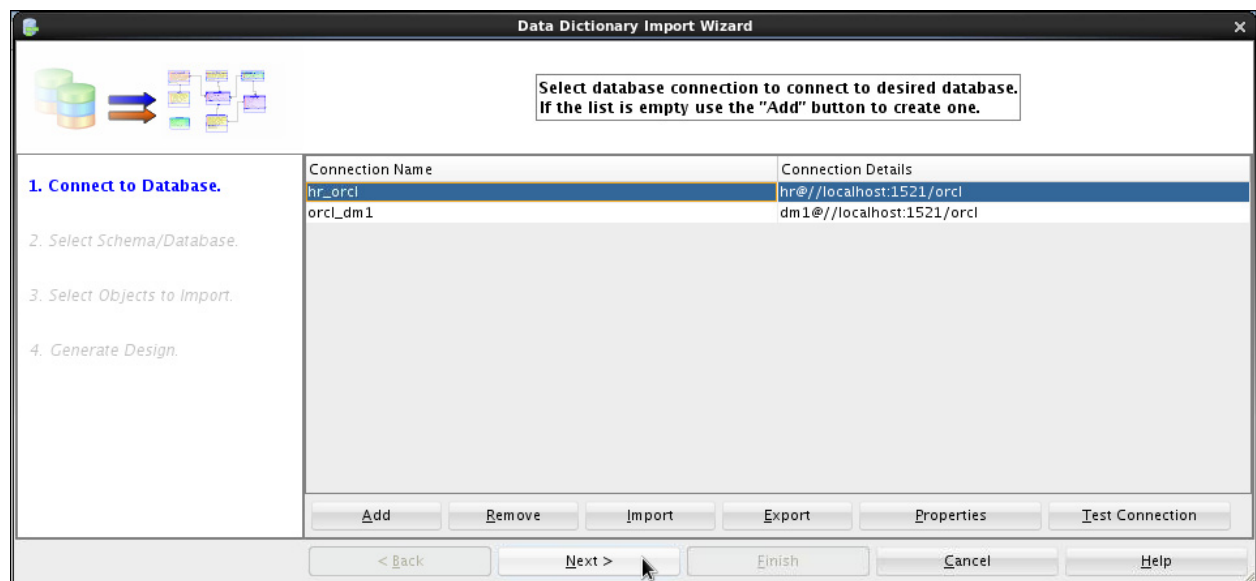 Data Dictionary Import Wizard
Select database connection to connect to desired database.
If the list is empty use the "Add" button to create one.
1. Connect to Database.
2. Select Schema/Database.
3. Select Objects to Import.
4. Generate Design.
Connection Name Connection Details
hr_orcl hr@//localhost:1521/orcl
orcl_dm1 dm1@//localhost:1521/orcl
Add Remove Import Export Properties Test Connection
< Back Next > Finish Cancel Help